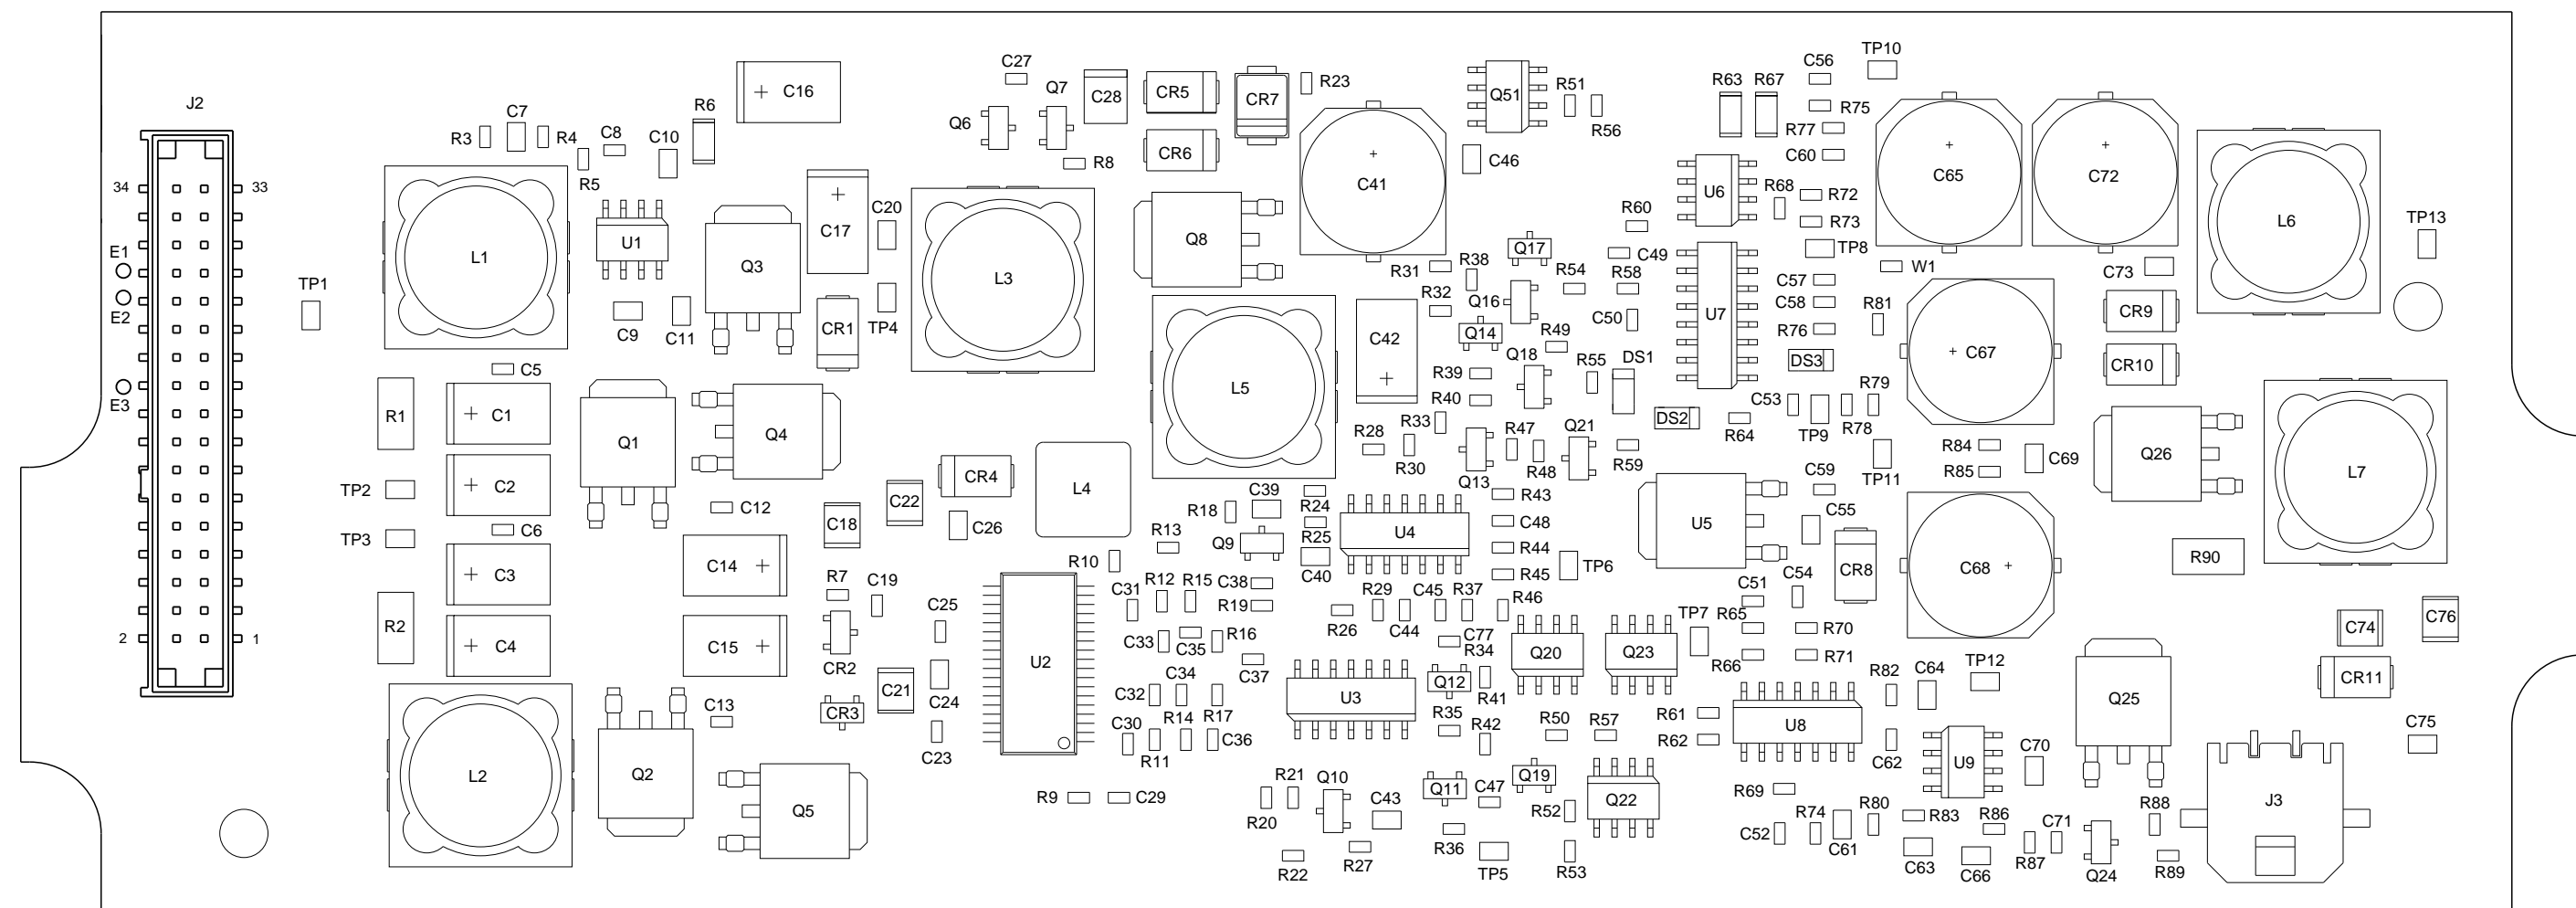 TP10
C56
C27
R63 R67
Q7
R23
R51
C28 CR5 CR7 Q51
C16
J2
R6
R75
C7
Q6
R56
R77
R3 R4 C8 C10
CR6
C46
C60
R8
R5
C41
C65 C72
34 33
U6 R68 R72
C20
R60
R73
TP13
C17
L6
Q8
U1
Q17
TP8
E1
C49
L1
Q3
R31 R38
W1
C73
R54 R58
L3
C57
TP1
R32 Q16
C58
E2
C9 C11 CR1 TP4
C50
U7
R81
CR9
Q14
R76
C42
R49
Q18
R55 DS1
DS3
C67
CR10
C5
R39
L5
R79
E3
R1 C1
R40
C53
R33
DS2
R64
R78
Q1 Q4
R28
R47 Q21
TP9
R30
R48 R59
R84
C69
Q26
R85
C59
TP11
TP2 C2
CR4 L4
Q13
L7
C39
R43
C22
R24
C12
R18
C55
C18 C26
C48
U5
C6
R13
R25
U4
TP3
Q9
R44
R90
R10
C14
C40
TP6
C3
R45
CR8
C68
R7 C19
R12 R15 C38
C51 C54
C31
R29 C45 R37
R19
R46
C25
TP7 R65
R2
R26 C44
C76
C74
2 1
C33 C35 R16
C77
R70
C4 C15
R34
Q20 Q23
U2
R66 R71
TP12
CR2
C37
C34
Q12
R82 C64
CR11
C21
C32
U3
R41
Q25
C24
CR3
C13
C30 R14 R17
R35 R42
R50 R57
R61
U8
C75
C36
R62
C23
R11
C62
U9
C70
L2 Q2
R21 Q10
Q19
R9 C29
Q11 C47
R69
Q22
J3
R88
Q5
R52
R20
C43
R74 R80 R83 R86
C71
C52
R36
C61
R27
C63
R87
R22
TP5
R53
C66
Q24
R89